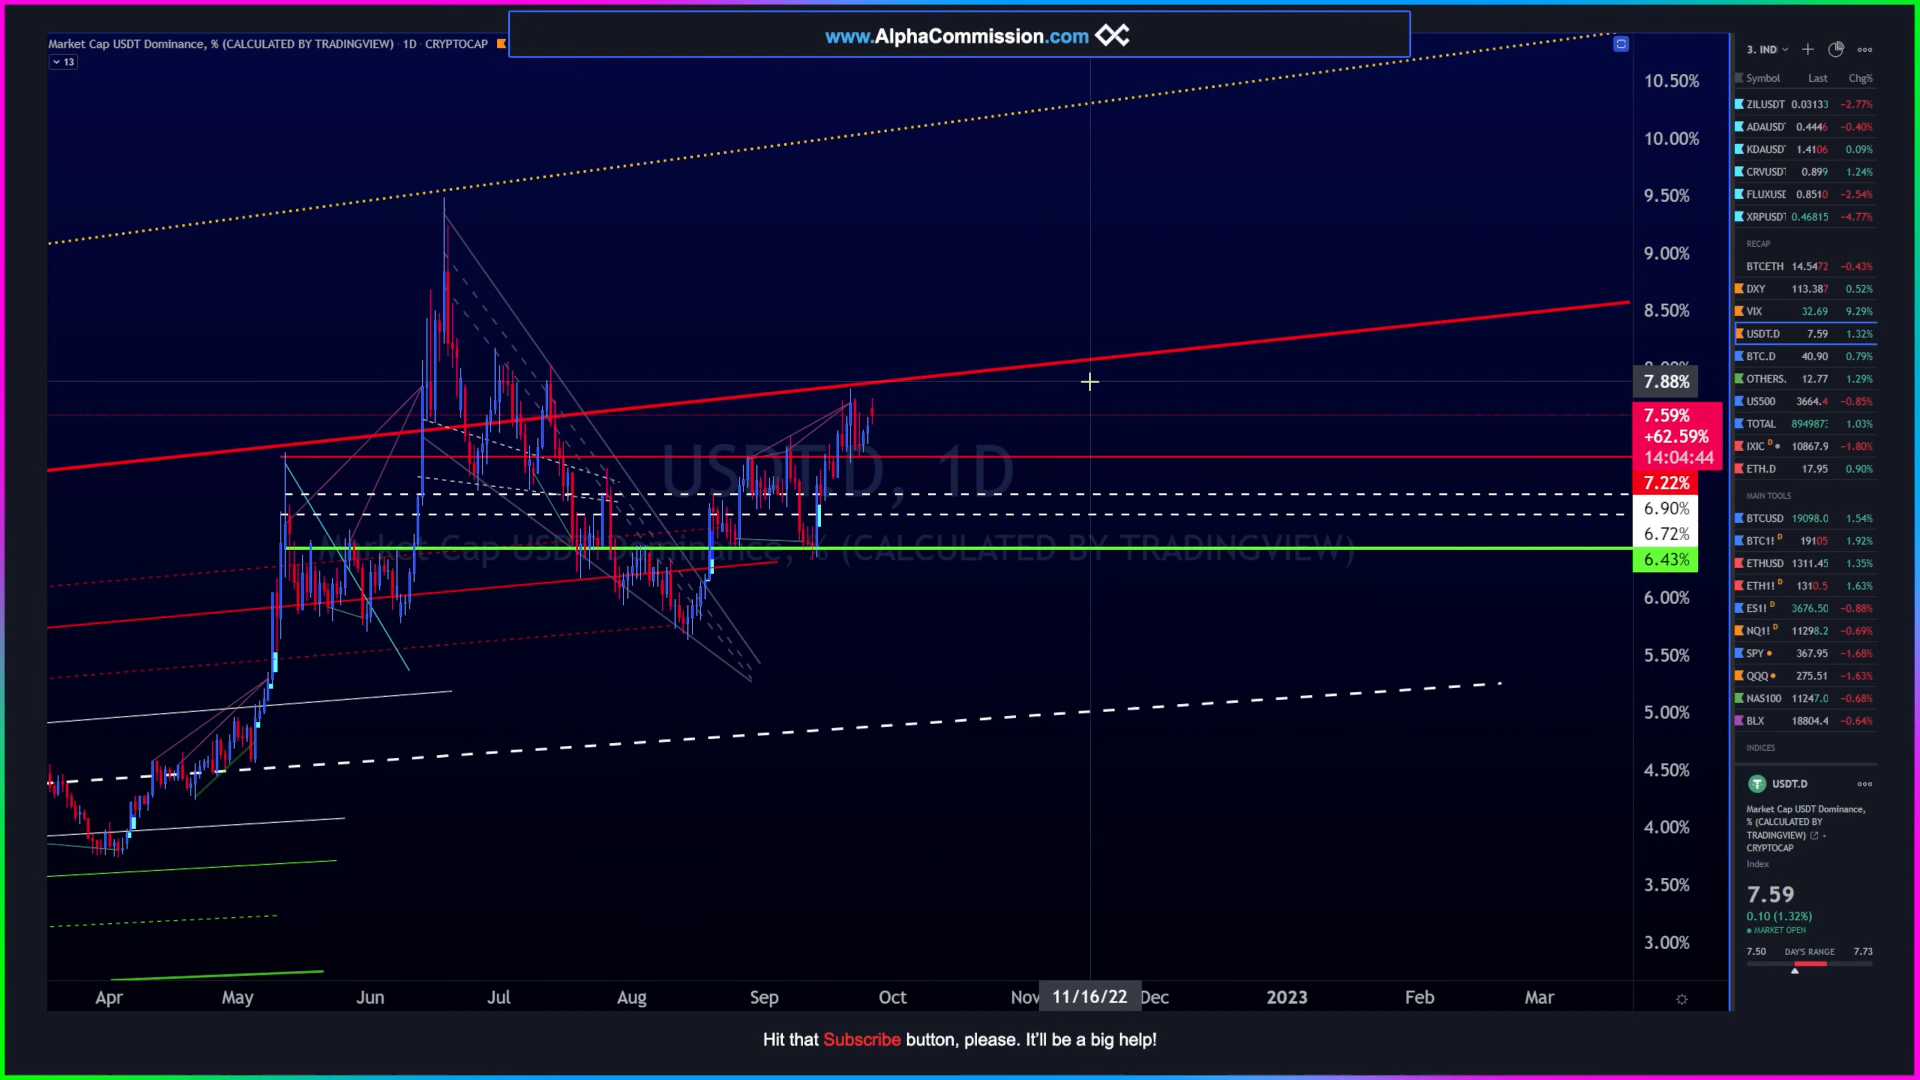 www.AlphaCommission.com
Market Cap USDT Dominance, % (CALCULATED BY TRADINGVIEW) · 1D · CRYPTOCAP
13
10.50%
10.00%
9.50%
9.00%
8.50%
7.88%
7.59%
+62.59%
14:04:44
7.22%
6.90%
6.72%
6.43%
6.00%
5.50%
5.00%
4.50%
4.00%
3.50%
3.00%
USDT.D, 1D
Market Cap USDT Dominance, % (CALCULATED BY TRADINGVIEW)
Apr May Jun Jul Aug Sep Oct Nov 11/16/22 Dec 2023 Feb Mar
3. IND
Symbol Last Chg%
ZILUSDT 0.03133 −2.77%
ADAUSD 0.4446 −0.40%
KDAUSD 1.4106 0.09%
CRVUSD 0.899 1.24%
FLUXUSD 0.8510 −2.54%
XRPUSDT 0.46815 −4.77%
RECAP
BTCETH 14.5472 −0.43%
DXY 113.387 0.52%
VIX 32.69 9.29%
USDT.D 7.59 1.32%
BTC.D 40.90 0.79%
OTHERS. 12.77 1.29%
US500 3664.4 −0.85%
TOTAL 8949873 1.03%
IXIC D 10867.9 −1.80%
ETH.D 17.95 0.90%
MAIN TOOLS
BTCUSD 19098.0 1.54%
BTC1! D 19105 1.92%
ETHUSD 1311.45 1.35%
ETH1! D 1310.5 1.63%
ES1! D 3676.50 −0.88%
NQ1! D 11298.2 −0.69%
SPY 367.95 −1.68%
QQQ 275.51 −1.63%
NAS100 11247.0 −0.68%
BLX 18804.4 −0.64%
INDICES
USDT.D
Market Cap USDT Dominance,
% (CALCULATED BY
TRADINGVIEW)
CRYPTOCAP
Index
7.59
0.10 (1.32%)
MARKET OPEN
7.50 DAY'S RANGE 7.73
Hit that Subscribe button, please. It'll be a big help!